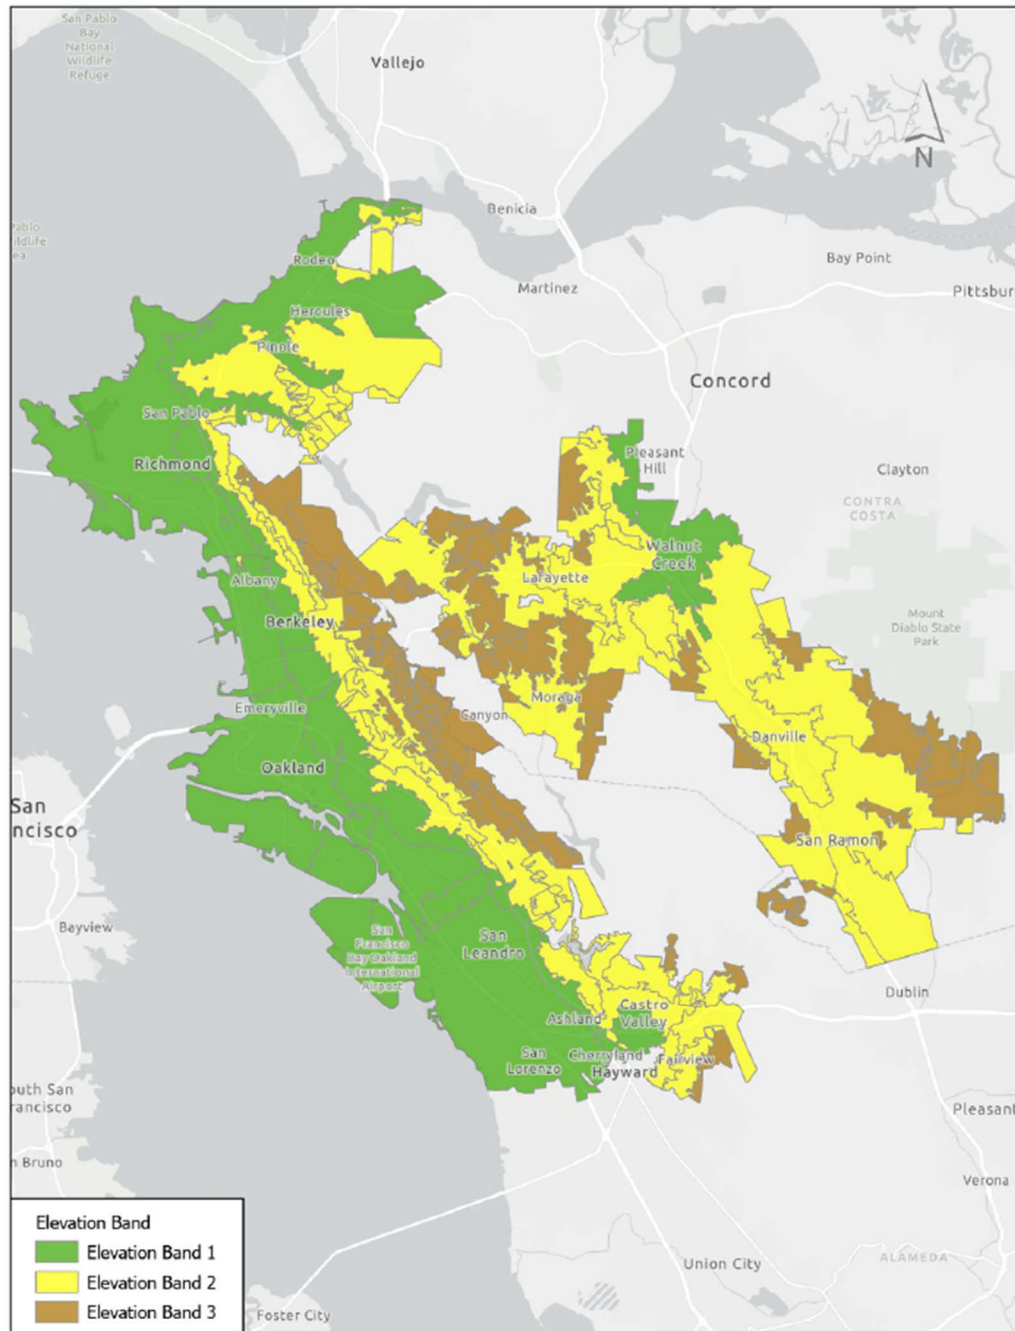 San Pablo
Bay
National
Wildlife
Refuge
Vallejo
N
Benicia
Pablo
ildlife
ea
Rodeo
Bay Point
Martinez
Pittsbur
Hercules
Pinole
Concord
San Pablo
Richmond
Pleasant
Hill
Clayton
CONTRA
COSTA
Walnut
Creek
Lafayette
Albany
Berkeley
Mount
Diablo State
Park
Moraga
Canyon
Emeryville
Danville
Oakland
San
ncisco
San Ramon
Bayview
San
Francisco
Bay Oakland
International
Airport
San
Leandro
Dublin
Castro
Valley
Ashland
Cherryland
Fairview
San
Lorenzo
Hayward
outh San
rancisco
Pleasant
n Bruno
Verona
Elevation Band
Elevation Band 1
Elevation Band 2
Elevation Band 3
Union City
ALAMEDA
Foster City